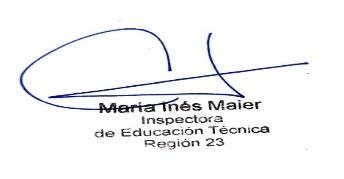 María Inés Maier
Inspectora
de Educación Técnica
Región 23